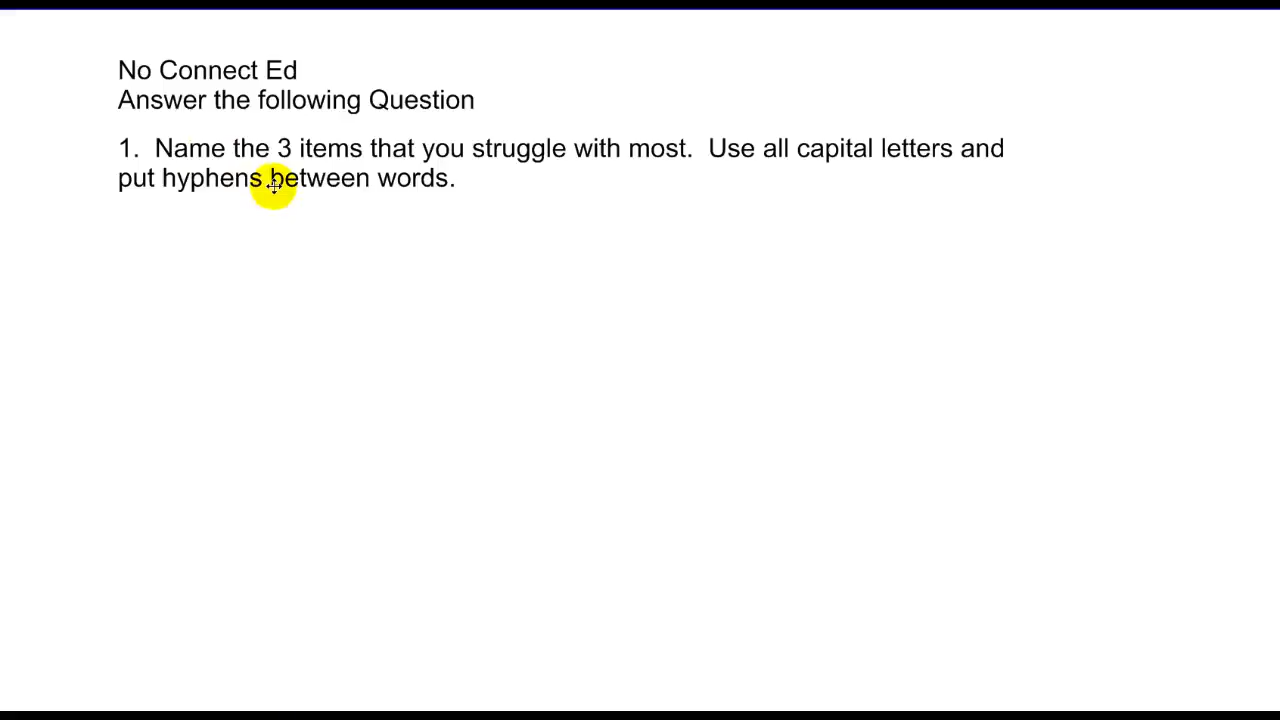 No Connect Ed
Answer the following Question
1.  Name the 3 items that you struggle with most.  Use all capital letters and
put hyphens between words.